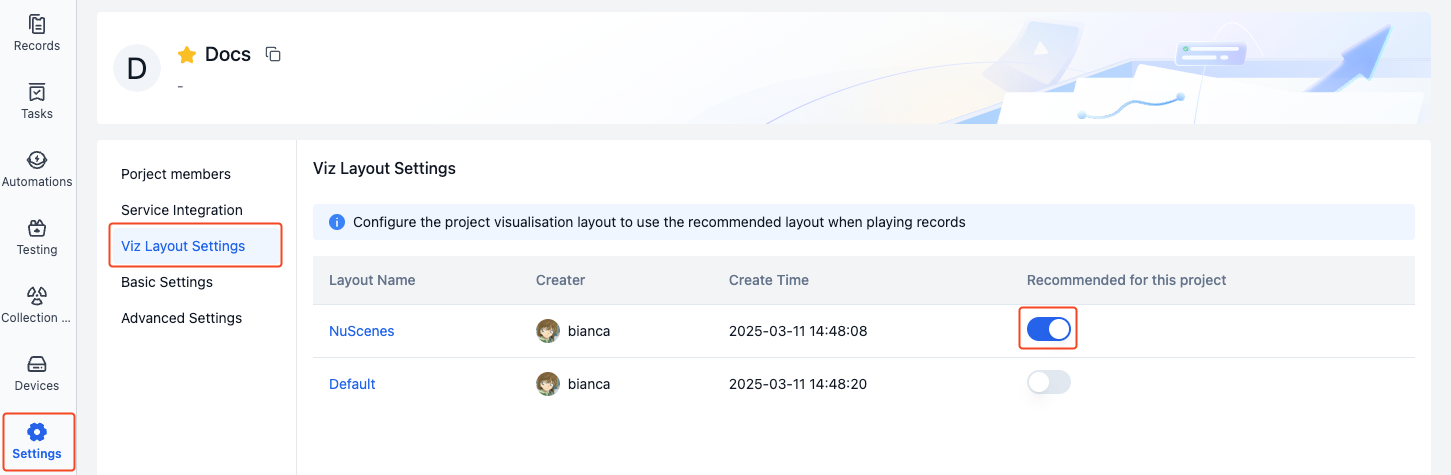 Records
Tasks
Automations
Testing
Collection ...
Devices
Settings
D
Docs
-
Porject members
Service Integration
Viz Layout Settings
Basic Settings
Advanced Settings
Viz Layout Settings
Configure the project visualisation layout to use the recommended layout when playing records
Layout Name Creater Create Time Recommended for this project
NuScenes bianca 2025-03-11 14:48:08
Default bianca 2025-03-11 14:48:20